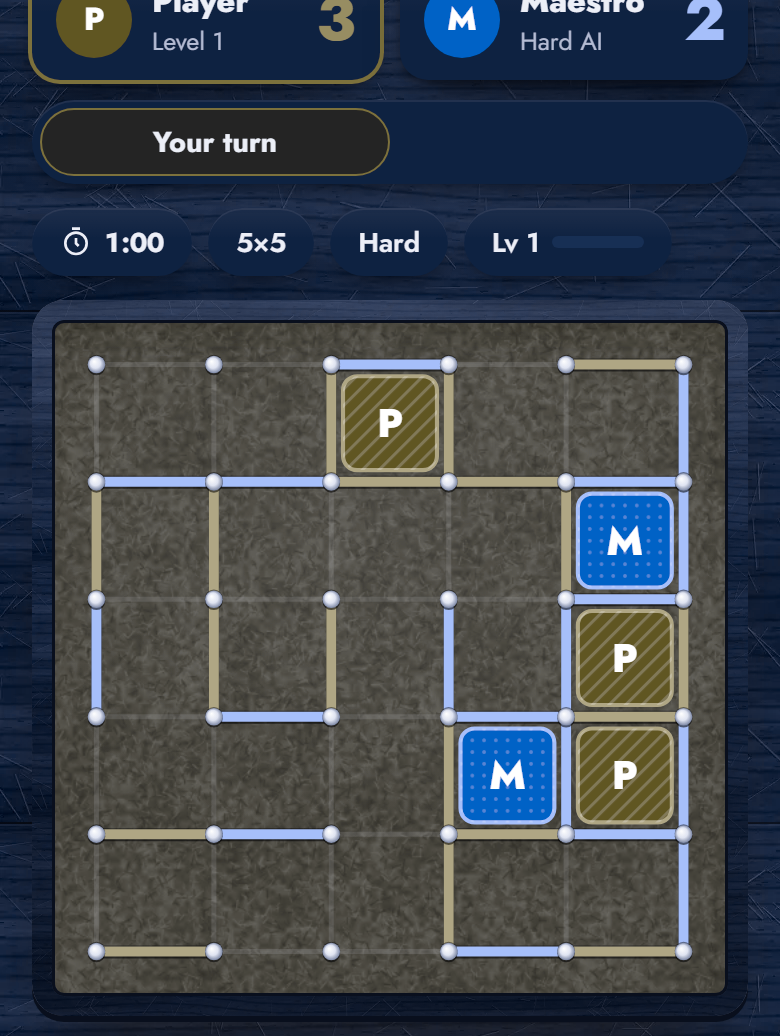 P Player 3
Level 1
M Maestro 2
Hard AI
Your turn
1:00 5×5 Hard Lv 1
P
M
P
M P